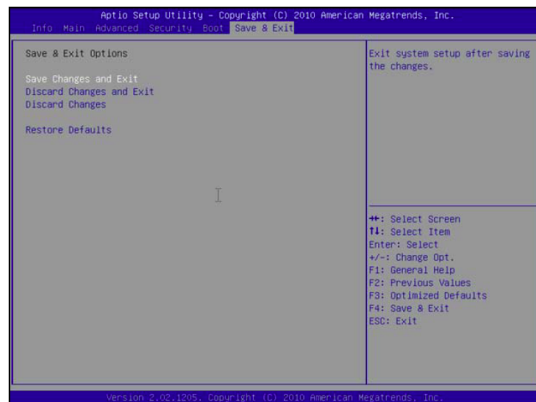 Aptio Setup Utility – Copyright (C) 2010 American Megatrends, Inc.
Info Main Advanced Security Boot Save & Exit
Save & Exit Options
Save Changes and Exit
Discard Changes and Exit
Discard Changes
Restore Defaults
Exit system setup after saving
the changes.
→←: Select Screen
↑↓: Select Item
Enter: Select
+/-: Change Opt.
F1: General Help
F2: Previous Values
F3: Optimized Defaults
F4: Save & Exit
ESC: Exit
Version 2.02.1205. Copyright (C) 2010 American Megatrends, Inc.